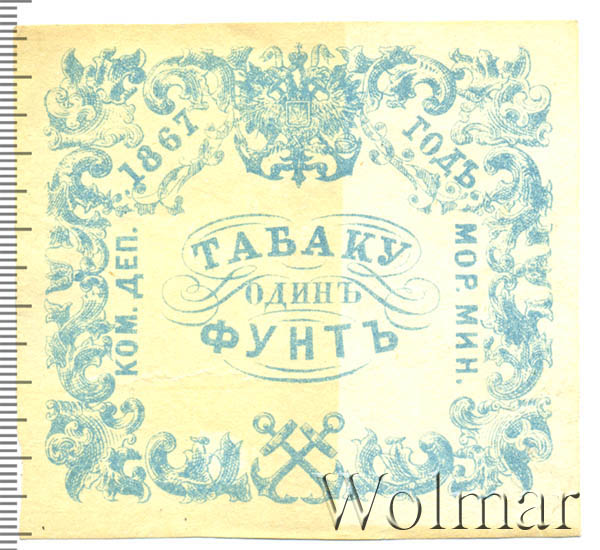 1867 ГОДЪ
КОМ. ДЕП.
ТАБАКУ
ОДИНЪ
ФУНТЪ
МОР. МИН.
Wolmar